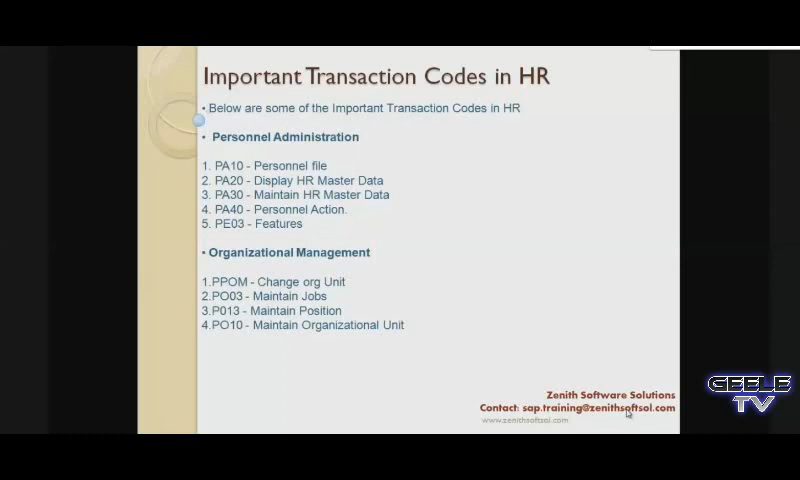 Important Transaction Codes in HR
• Below are some of the Important Transaction Codes in HR
• Personnel Administration
1. PA10 - Personnel file
2. PA20 - Display HR Master Data
3. PA30 - Maintain HR Master Data
4. PA40 - Personnel Action.
5. PE03 - Features
• Organizational Management
1.PPOM - Change org Unit
2.PO03 - Maintain Jobs
3.P013 - Maintain Position
4.PO10 - Maintain Organizational Unit
Zenith Software Solutions
Contact: sap.training@zenithsoftsol.com
www.zenithsoftsol.com
GEELE
TV